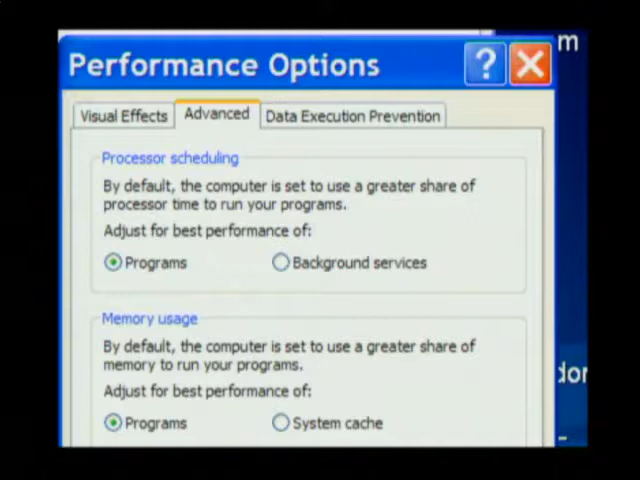 Performance Options
?
m
Visual Effects Advanced Data Execution Prevention
Processor scheduling
By default, the computer is set to use a greater share of
processor time to run your programs.
Adjust for best performance of:
Programs Background services
Memory usage
By default, the computer is set to use a greater share of
memory to run your programs.
dor
Adjust for best performance of:
Programs System cache